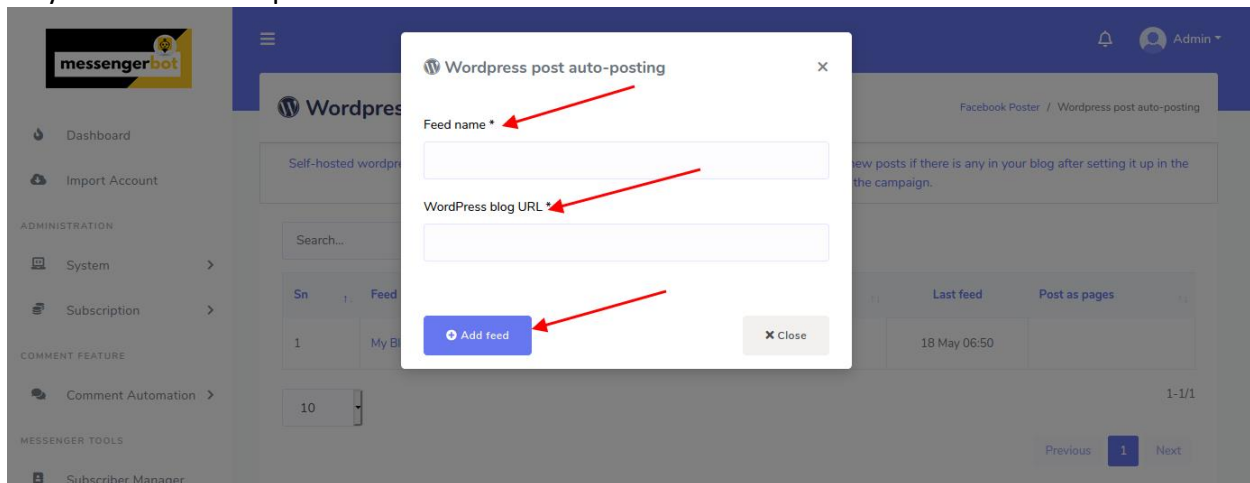 messengerbot
Admin
Wordpress post auto-posting
×
Wordpres
Facebook Poster / Wordpress post auto-posting
Dashboard
Feed name *
Self-hosted wordpre
new posts if there is any in your blog after setting it up in the
the campaign.
Import Account
WordPress blog URL *
ADMINISTRATION
Search...
System
Sn
Feed
Last feed
Post as pages
Subscription
Add feed
Close
1
My Bl
18 May 06:50
COMMENT FEATURE
Comment Automation
10
1-1/1
MESSENGER TOOLS
Previous
1
Next
Subscriber Manager